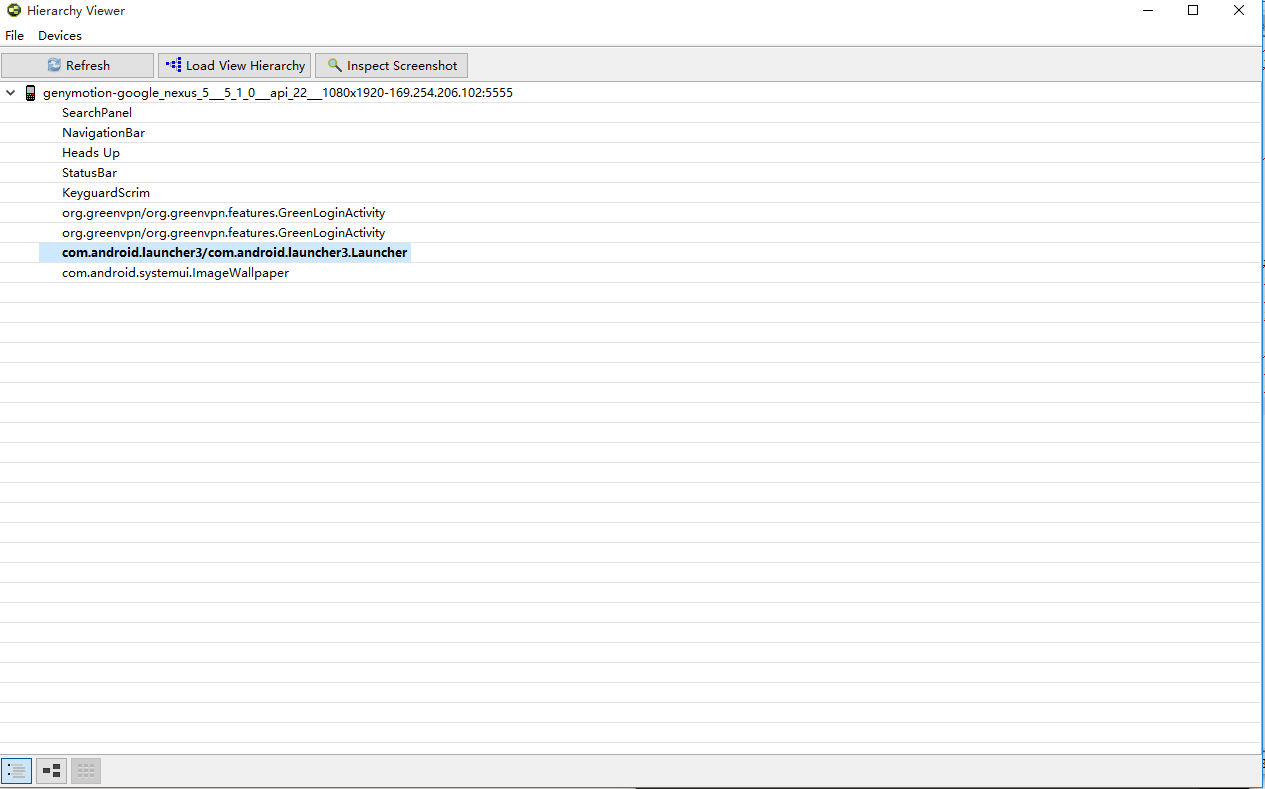 Hierarchy Viewer
File Devices
Refresh Load View Hierarchy Inspect Screenshot
genymotion-google_nexus_5__5_1_0__api_22__1080x1920-169.254.206.102:5555
SearchPanel
NavigationBar
Heads Up
StatusBar
KeyguardScrim
org.greenvpn/org.greenvpn.features.GreenLoginActivity
org.greenvpn/org.greenvpn.features.GreenLoginActivity
com.android.launcher3/com.android.launcher3.Launcher
com.android.systemui.ImageWallpaper